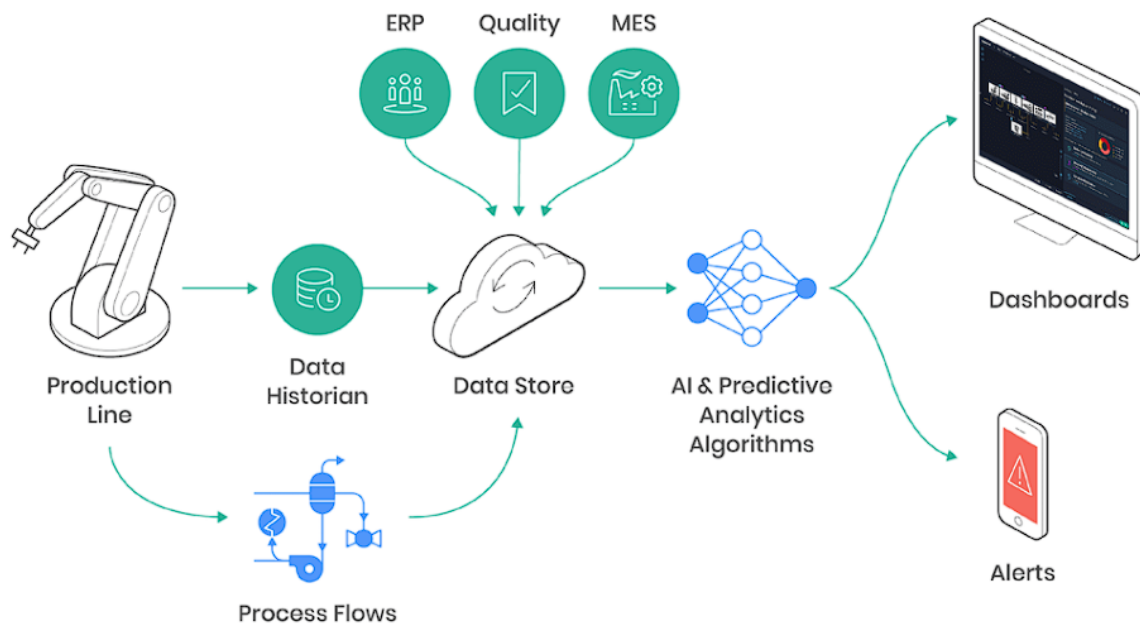 ERP
Quality
MES
Production
Line
Data
Historian
Data Store
AI & Predictive
Analytics
Algorithms
Dashboards
Alerts
Process Flows